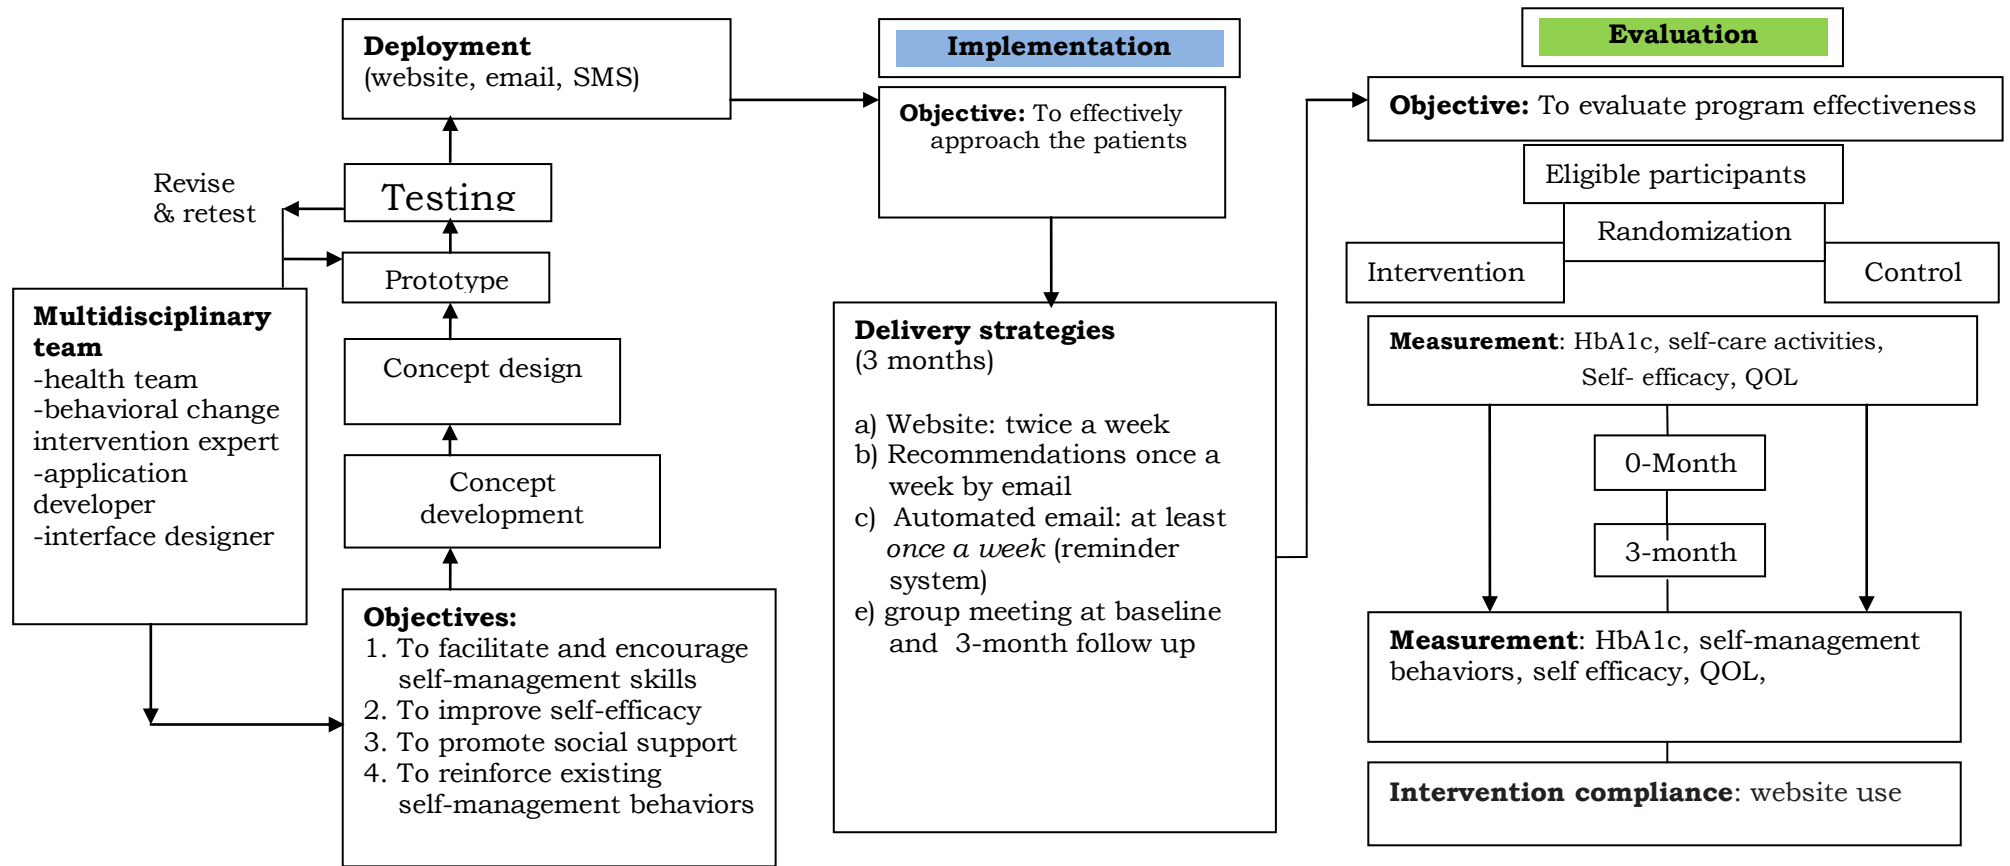 Deployment
(website, email, SMS)
Testing
Revise
& retest
Prototype
Multidisciplinary
team
-health team
-behavioral change
intervention expert
-application
developer
-interface designer
Concept design
Concept
development
Objectives:
1. To facilitate and encourage
self-management skills
2. To improve self-efficacy
3. To promote social support
4. To reinforce existing
self-management behaviors
Implementation
Objective: To effectively
approach the patients
Delivery strategies
(3 months)
a) Website: twice a week
b) Recommendations once a
week by email
c) Automated email: at least
once a week (reminder
system)
e) group meeting at baseline
and 3-month follow up
Evaluation
Objective: To evaluate program effectiveness
Eligible participants
Randomization
Intervention
Control
Measurement: HbA1c, self-care activities,
Self- efficacy, QOL
0-Month
3-month
Measurement: HbA1c, self-management
behaviors, self efficacy, QOL,
Intervention compliance: website use